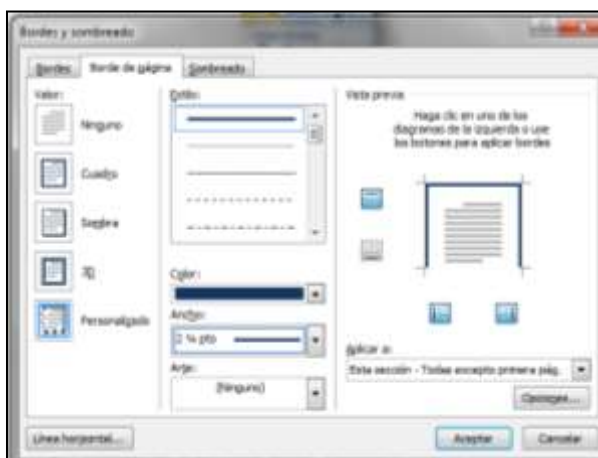 Bordes y sombreado
Bordes
Borde de página
Sombreado
Valor:
Ninguno
Cuadro
Sombra
3D
Personalizado
Estilo:
Color:
Ancho:
2 ¼ pto
Arte:
(Ninguno)
Vista previa
Haga clic en uno de los
diagramas de la izquierda o use
los botones para aplicar bordes
Aplicar a:
Esta sección - Todas excepto primera pág.
Opciones...
Línea horizontal...
Aceptar
Cancelar